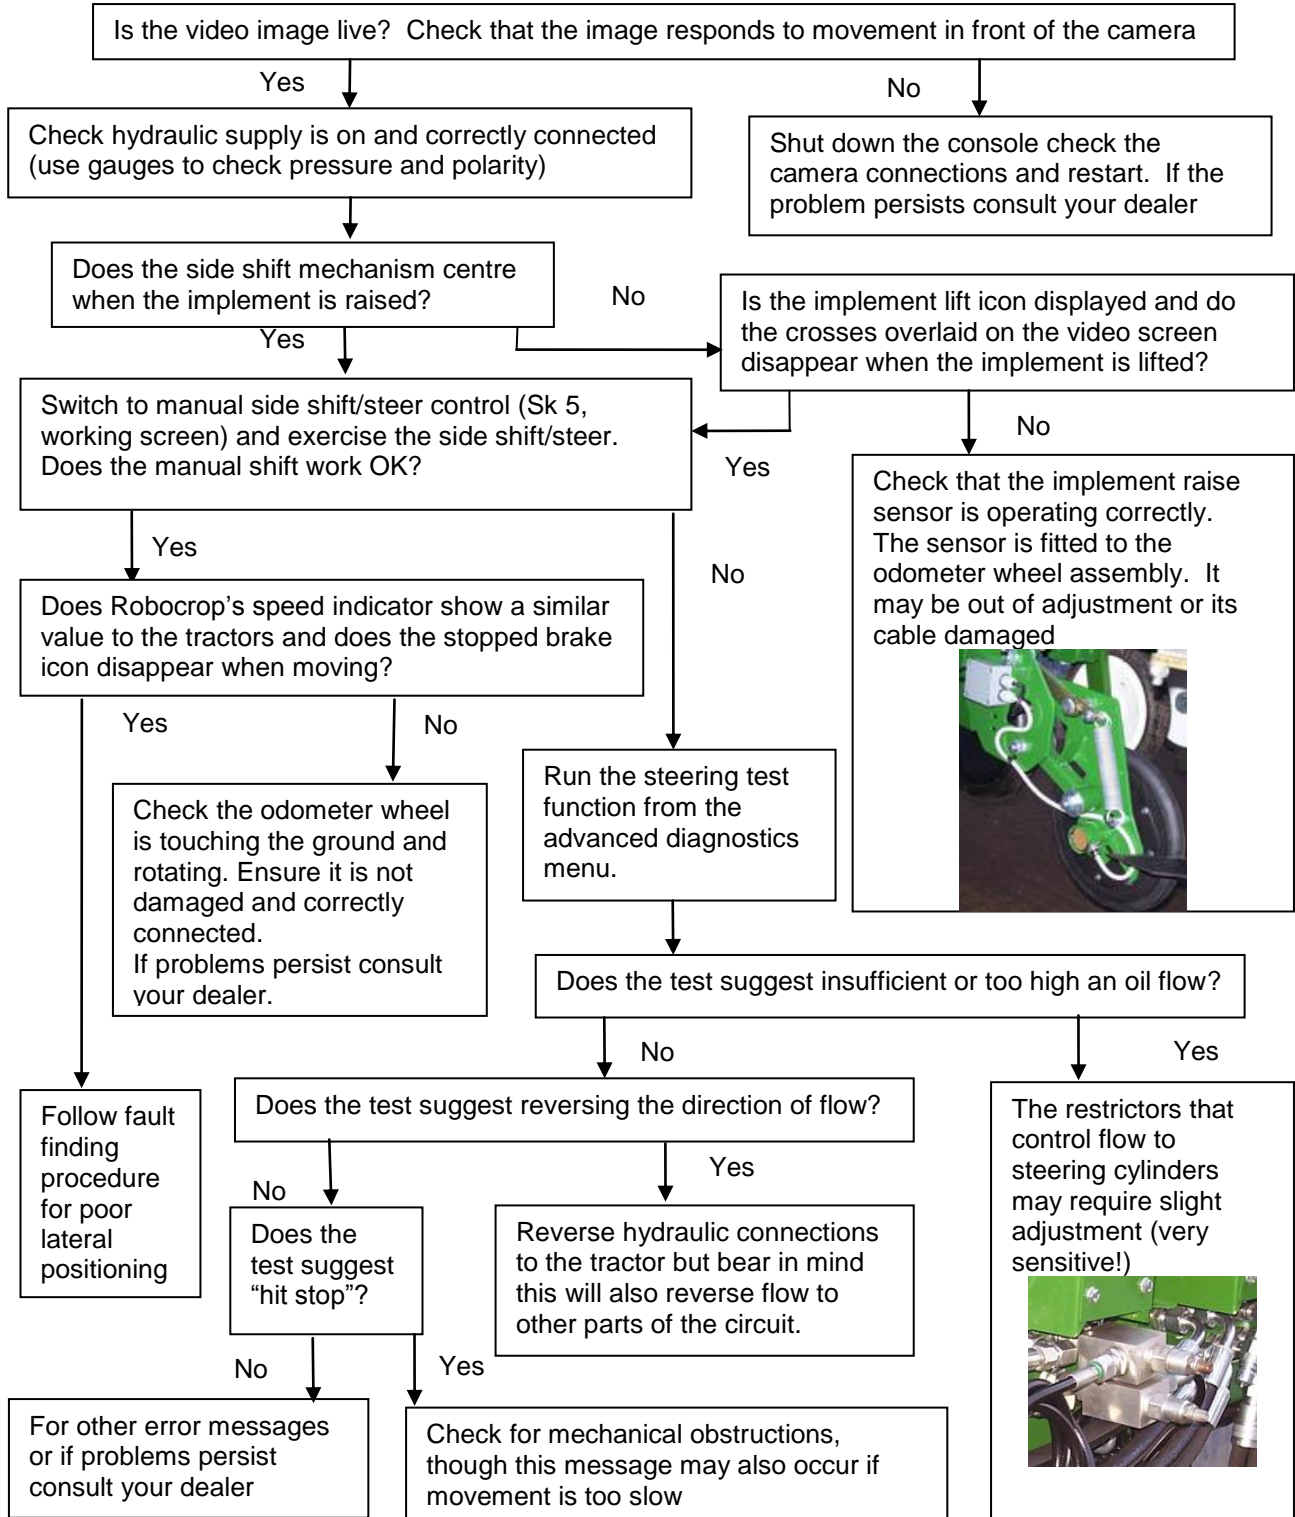 Is the video image live?  Check that the image responds to movement in front of the camera
Yes
No
Check hydraulic supply is on and correctly connected
(use gauges to check pressure and polarity)
Shut down the console check the
camera connections and restart.  If the
problem persists consult your dealer
Does the side shift mechanism centre
when the implement is raised?
No
Yes
Is the implement lift icon displayed and do
the crosses overlaid on the video screen
disappear when the implement is lifted?
Switch to manual side shift/steer control (Sk 5,
working screen) and exercise the side shift/steer.
Does the manual shift work OK?
Yes
No
Check that the implement raise
sensor is operating correctly.
The sensor is fitted to the
odometer wheel assembly.  It
may be out of adjustment or its
cable damaged
Yes
No
Does Robocrop's speed indicator show a similar
value to the tractors and does the stopped brake
icon disappear when moving?
Yes
No
Run the steering test
function from the
advanced diagnostics
menu.
Check the odometer wheel
is touching the ground and
rotating. Ensure it is not
damaged and correctly
connected.
If problems persist consult
your dealer.
Does the test suggest insufficient or too high an oil flow?
No
Yes
Follow fault
finding
procedure
for poor
lateral
positioning
Does the test suggest reversing the direction of flow?
The restrictors that
control flow to
steering cylinders
may require slight
adjustment (very
sensitive!)
No
Yes
Does the
test suggest
“hit stop”?
Reverse hydraulic connections
to the tractor but bear in mind
this will also reverse flow to
other parts of the circuit.
No
Yes
For other error messages
or if problems persist
consult your dealer
Check for mechanical obstructions,
though this message may also occur if
movement is too slow